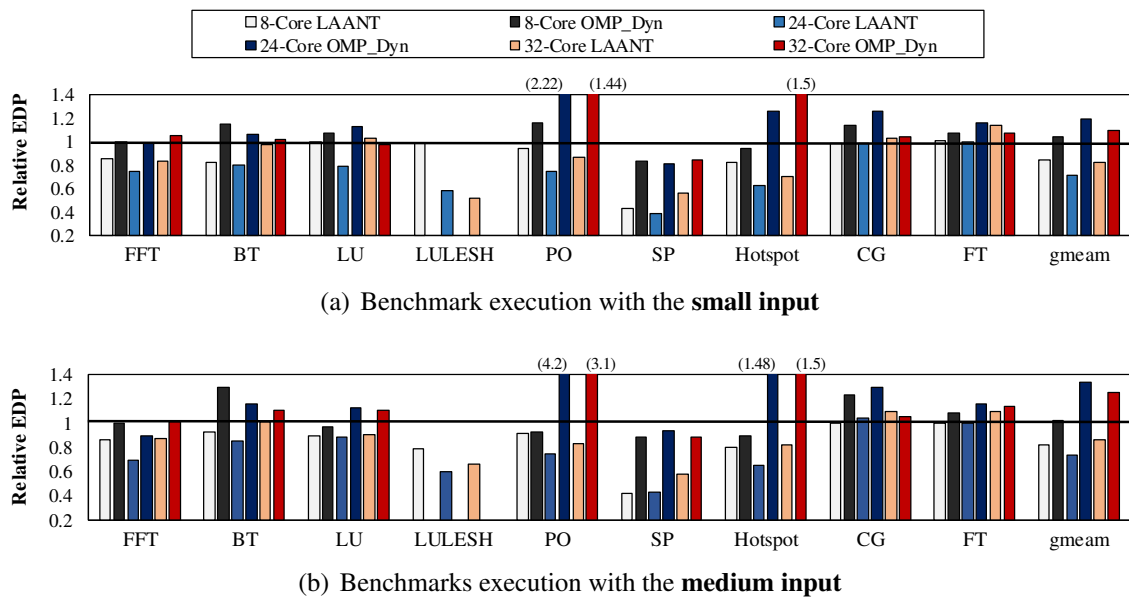 8-Core LAANT 8-Core OMP_Dyn 24-Core LAANT
24-Core OMP_Dyn 32-Core LAANT 32-Core OMP_Dyn
(2.22) (1.44) (1.5)
Relative EDP
1.4
1.2
1
0.8
0.6
0.4
0.2
FFT BT LU LULESH PO SP Hotspot CG FT gmeam
(a) Benchmark execution with the small input
(4.2) (3.1) (1.48) (1.5)
Relative EDP
1.4
1.2
1
0.8
0.6
0.4
0.2
FFT BT LU LULESH PO SP Hotspot CG FT gmeam
(b) Benchmarks execution with the medium input